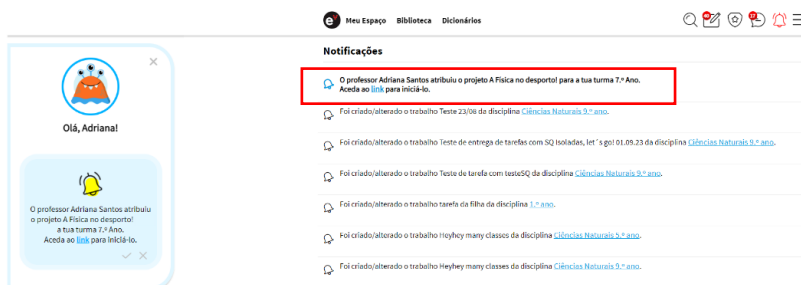 Meu Espaço Biblioteca Dicionários
Notificações
O professor Adriana Santos atribuiu o projeto A Física no desporto! para a tua turma 7.º Ano.
Aceda ao link para iniciá-lo.
Foi criado/alterado o trabalho Teste 23/08 da disciplina Ciências Naturais 9.º ano.
Foi criado/alterado o trabalho Teste de entrega de tarefas com SQ Isoladas, let´s go! 01.09.23 da disciplina Ciências Naturais 9.º ano.
Foi criado/alterado o trabalho Teste de tarefa com testeSQ da disciplina Ciências Naturais 9.º ano.
Foi criado/alterado o trabalho tarefa da filha da disciplina 1.º ano.
Foi criado/alterado o trabalho Heyhey many classes da disciplina Ciências Naturais 5.º ano.
Foi criado/alterado o trabalho Heyhey many classes da disciplina Ciências Naturais 8.º ano.
Olá, Adriana!
O professor Adriana Santos atribuiu
o projeto A Física no desporto!
a tua turma 7.º Ano.
Aceda ao link para iniciá-lo.